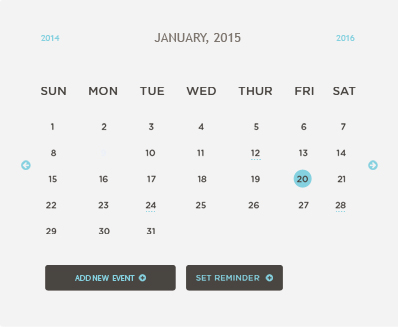 2014 JANUARY, 2015 2016
SUN MON TUE WED THUR FRI SAT
1 2 3 4 5 6 7
8 10 11 12 13 14
15 16 17 18 19 20 21
22 23 24 25 26 27 28
29 30 31
ADD NEW EVENT SET REMINDER